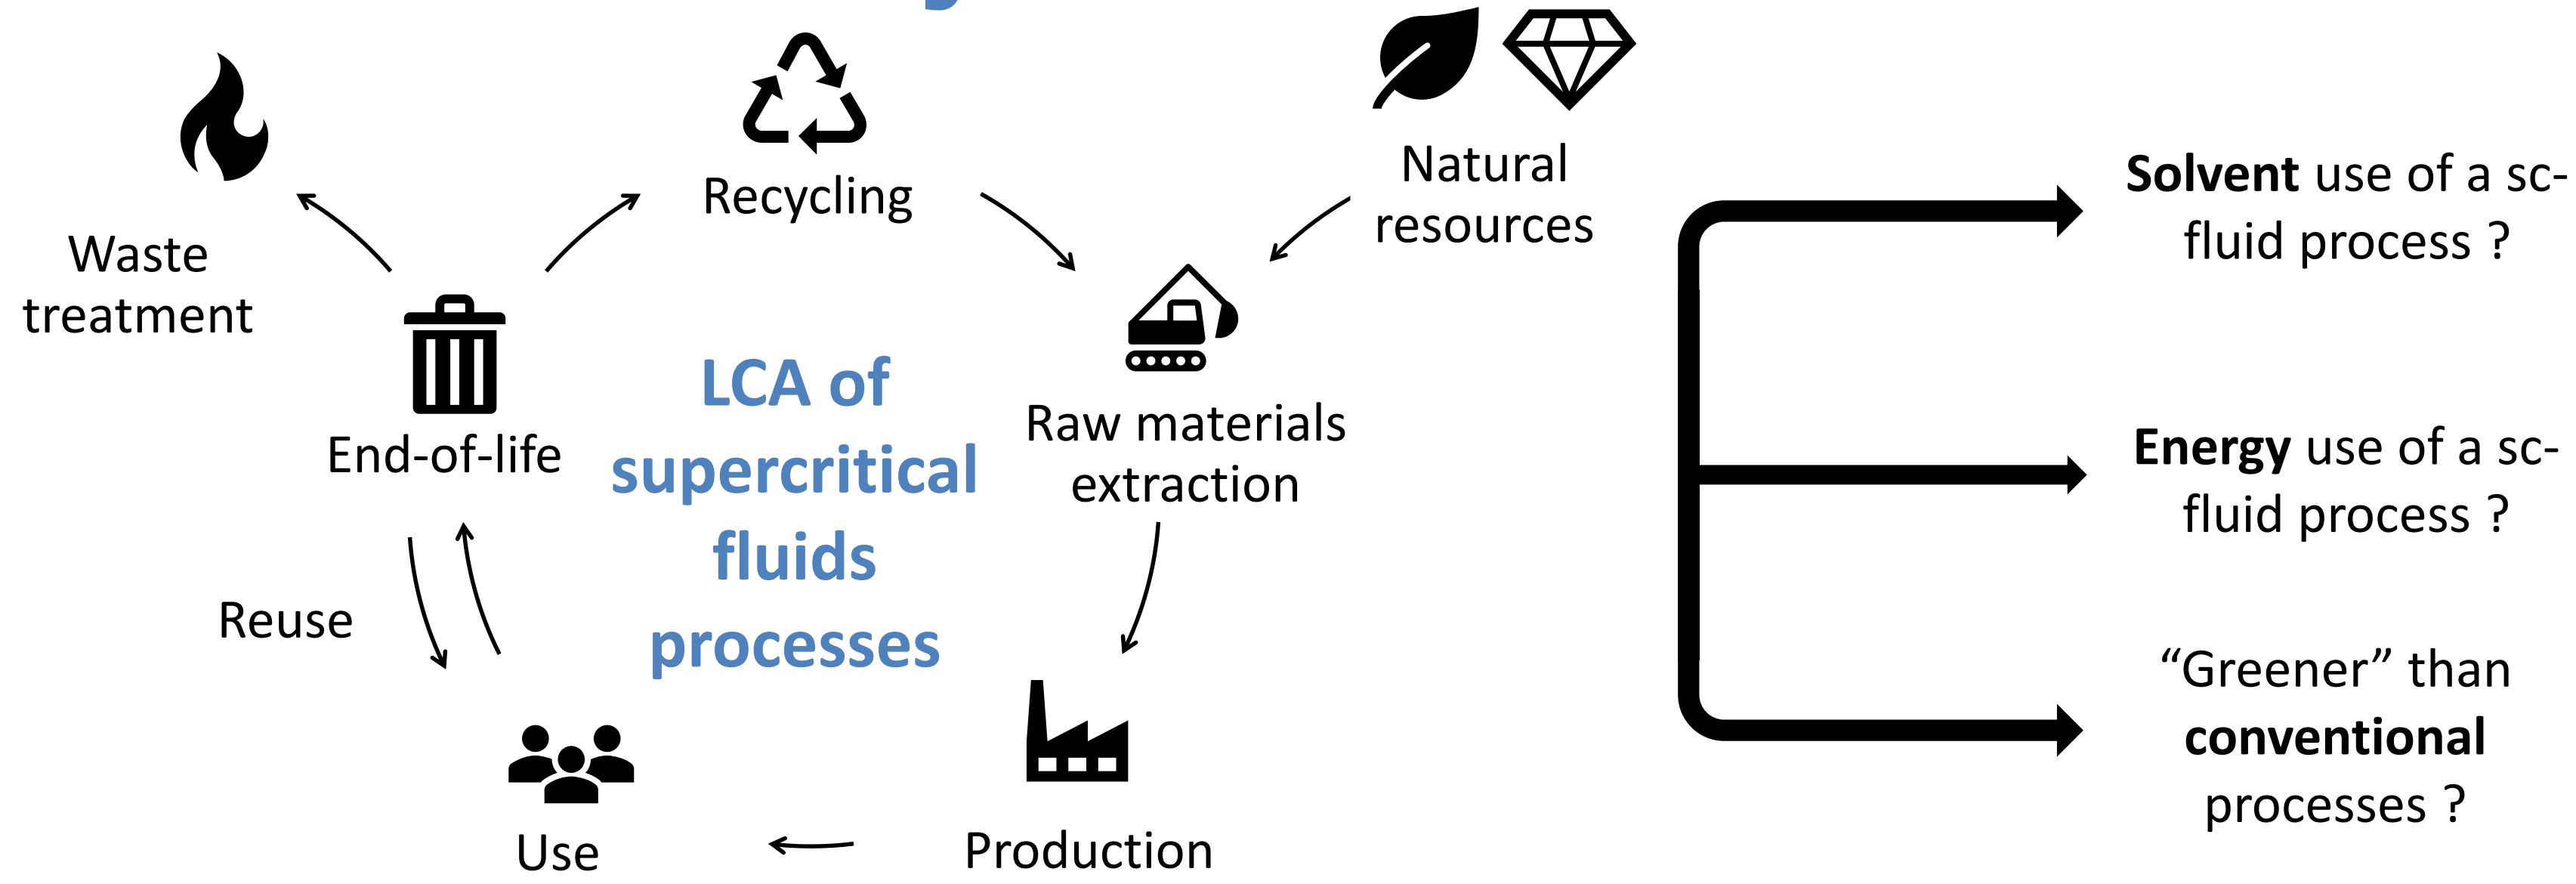 Recycling
Natural
resources
Waste
treatment
End-of-life
LCA of
supercritical
fluids
processes
Raw materials
extraction
Reuse
Use
Production
Solvent use of a sc-
fluid process ?
Energy use of a sc-
fluid process ?
“Greener” than
conventional
processes ?